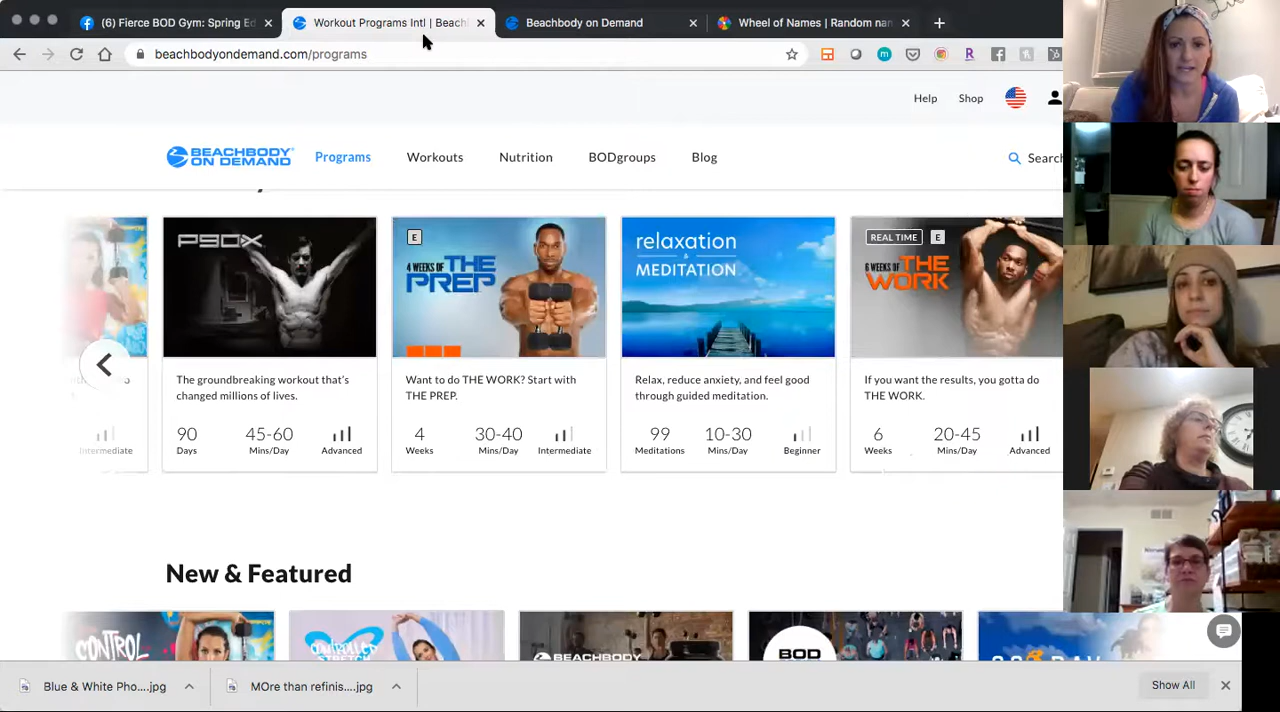 (6) Fierce BOD Gym: Spring Ed
Workout Programs Intl | Beach
Beachbody on Demand
Wheel of Names | Random nan
beachbodyondemand.com/programs
Help
Shop
BEACHBODY
ON DEMAND
Programs
Workouts
Nutrition
BODgroups
Blog
Search
P90X
The groundbreaking workout that's
changed millions of lives.
90
Days
45-60
Mins/Day
Advanced
E
4 WEEKS OF THE
PREP
Want to do THE WORK? Start with
THE PREP.
4
Weeks
30-40
Mins/Day
Intermediate
relaxation
&
MEDITATION
Relax, reduce anxiety, and feel good
through guided meditation.
99
Meditations
10-30
Mins/Day
Beginner
REAL TIME
E
6 WEEKS OF THE
WORK
If you want the results, you gotta do
THE WORK.
6
Weeks
20-45
Mins/Day
Advanced
Intermediate
New & Featured
CONTROL
CONTROLLED
BEACHBODY
BOD
Blue & White Pho....jpg
MOre than refinis....jpg
Show All